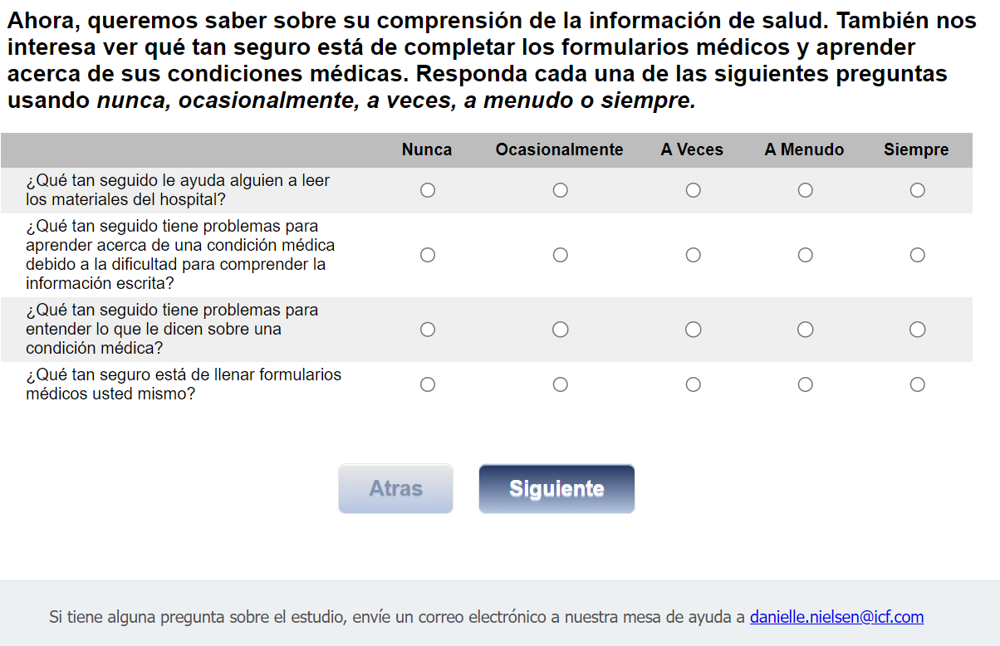 Ahora, queremos saber sobre su comprensión de la información de salud. También nos
interesa ver qué tan seguro está de completar los formularios médicos y aprender
acerca de sus condiciones médicas. Responda cada una de las siguientes preguntas
usando nunca, ocasionalmente, a veces, a menudo o siempre.
Nunca Ocasionalmente A Veces A Menudo Siempre
¿Qué tan seguido le ayuda alguien a leer
los materiales del hospital?
¿Qué tan seguido tiene problemas para
aprender acerca de una condición médica
debido a la dificultad para comprender la
información escrita?
¿Qué tan seguido tiene problemas para
entender lo que le dicen sobre una
condición médica?
¿Qué tan seguro está de llenar formularios
médicos usted mismo?
Atras Siguiente
Si tiene alguna pregunta sobre el estudio, envíe un correo electrónico a nuestra mesa de ayuda a danielle.nielsen@icf.com